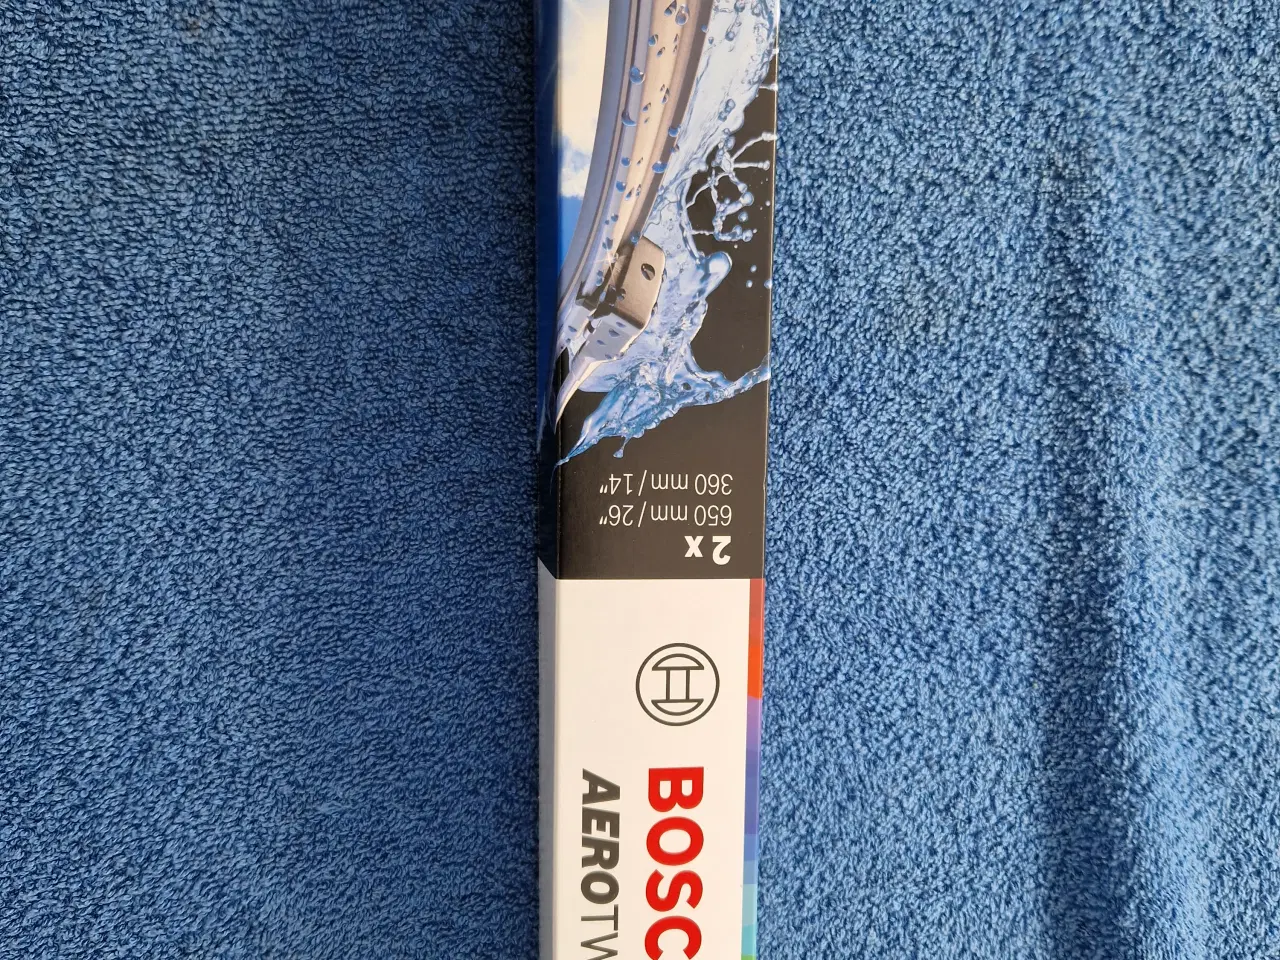 2 x
650 mm / 26"
360 mm / 14"
BOSC
AEROTW